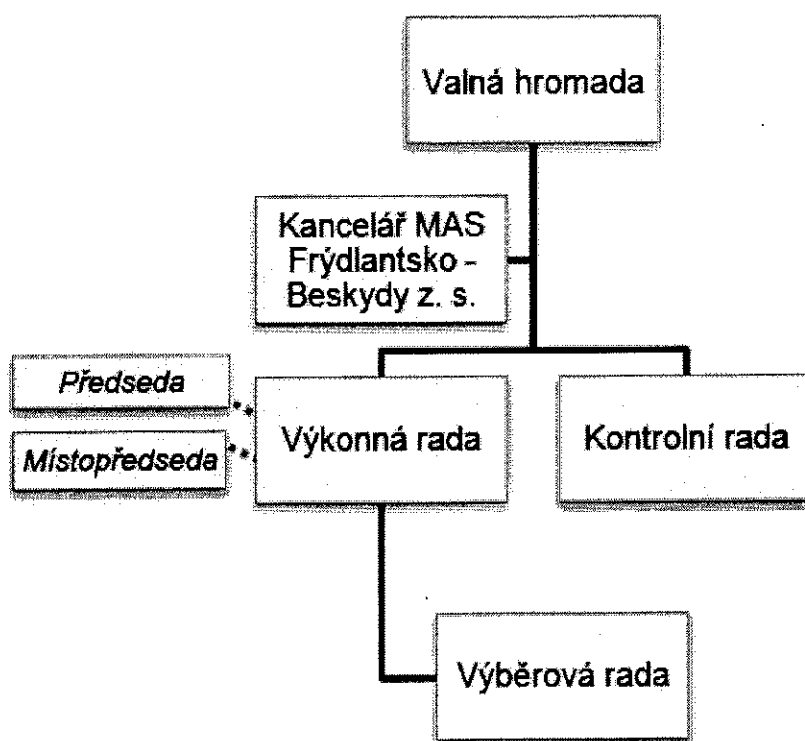 Valná hromada
Kancelář MAS
Frýdlantsko -
Beskydy z. s.
Předseda
Místopředseda
Výkonná rada
Kontrolní rada
Výběrová rada